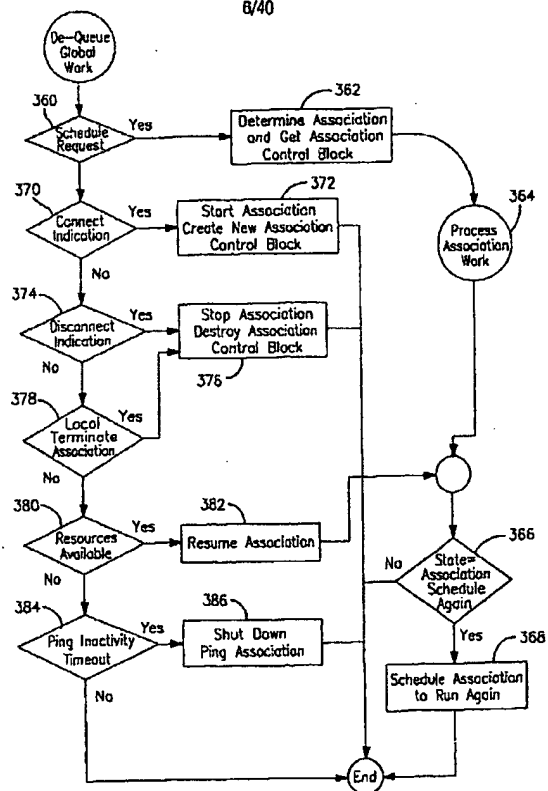 6/40
De-Queue
Global
Work
360
Schedule
Request
Yes
362
Determine Association
and Get Association
Control Block
364
Process
Association
Work
370
Connect
Indication
Yes
372
Start Association
Create New Association
Control Block
No
374
Disconnect
Indication
Yes
Stop Association
Destroy Association
Control Block
376
No
378
Local
Terminate
Association
Yes
No
380
Resources
Available
Yes
382
Resume Association
366
State=
Association
Schedule
Again
No
Yes
No
384
Ping Inactivity
Timeout
Yes
386
Shut Down
Ping Association
368
Schedule Association
to Run Again
No
End